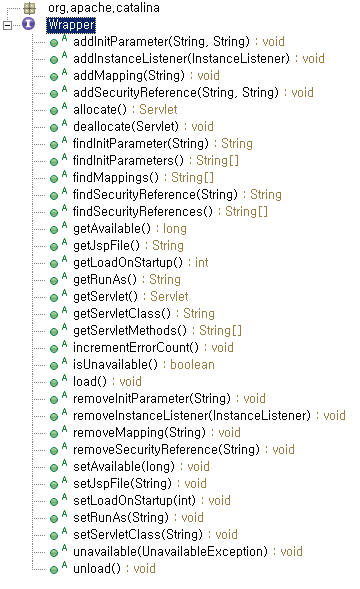 org.apache.catalina
I Wrapper
A addInitParameter(String, String) : void
A addInstanceListener(InstanceListener) : void
A addMapping(String) : void
A addSecurityReference(String, String) : void
A allocate() : Servlet
A deallocate(Servlet) : void
A findInitParameter(String) : String
A findInitParameters() : String[]
A findMappings() : String[]
A findSecurityReference(String) : String
A findSecurityReferences() : String[]
A getAvailable() : long
A getJspFile() : String
A getLoadOnStartup() : int
A getRunAs() : String
A getServlet() : Servlet
A getServletClass() : String
A getServletMethods() : String[]
A incrementErrorCount() : void
A isUnavailable() : boolean
A load() : void
A removeInitParameter(String) : void
A removeInstanceListener(InstanceListener) : void
A removeMapping(String) : void
A removeSecurityReference(String) : void
A setAvailable(long) : void
A setJspFile(String) : void
A setLoadOnStartup(int) : void
A setRunAs(String) : void
A setServletClass(String) : void
A unavailable(UnavailableException) : void
A unload() : void